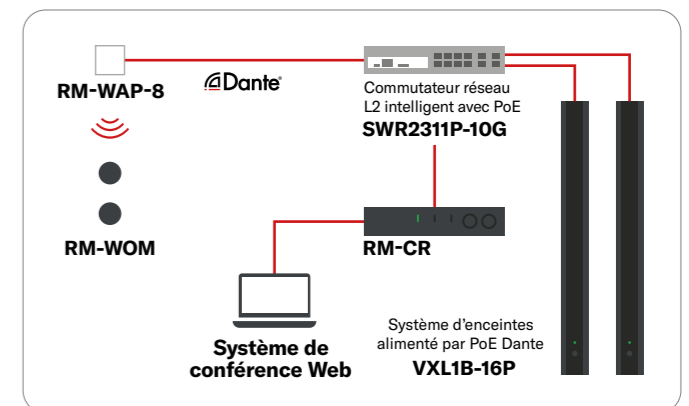 RM-WAP-8
Dante
Commutateur réseau
L2 intelligent avec PoE
SWR2311P-10G
RM-WOM
RM-CR
Système de
conférence Web
Système d’enceintes
alimenté par PoE Dante
VXL1B-16P